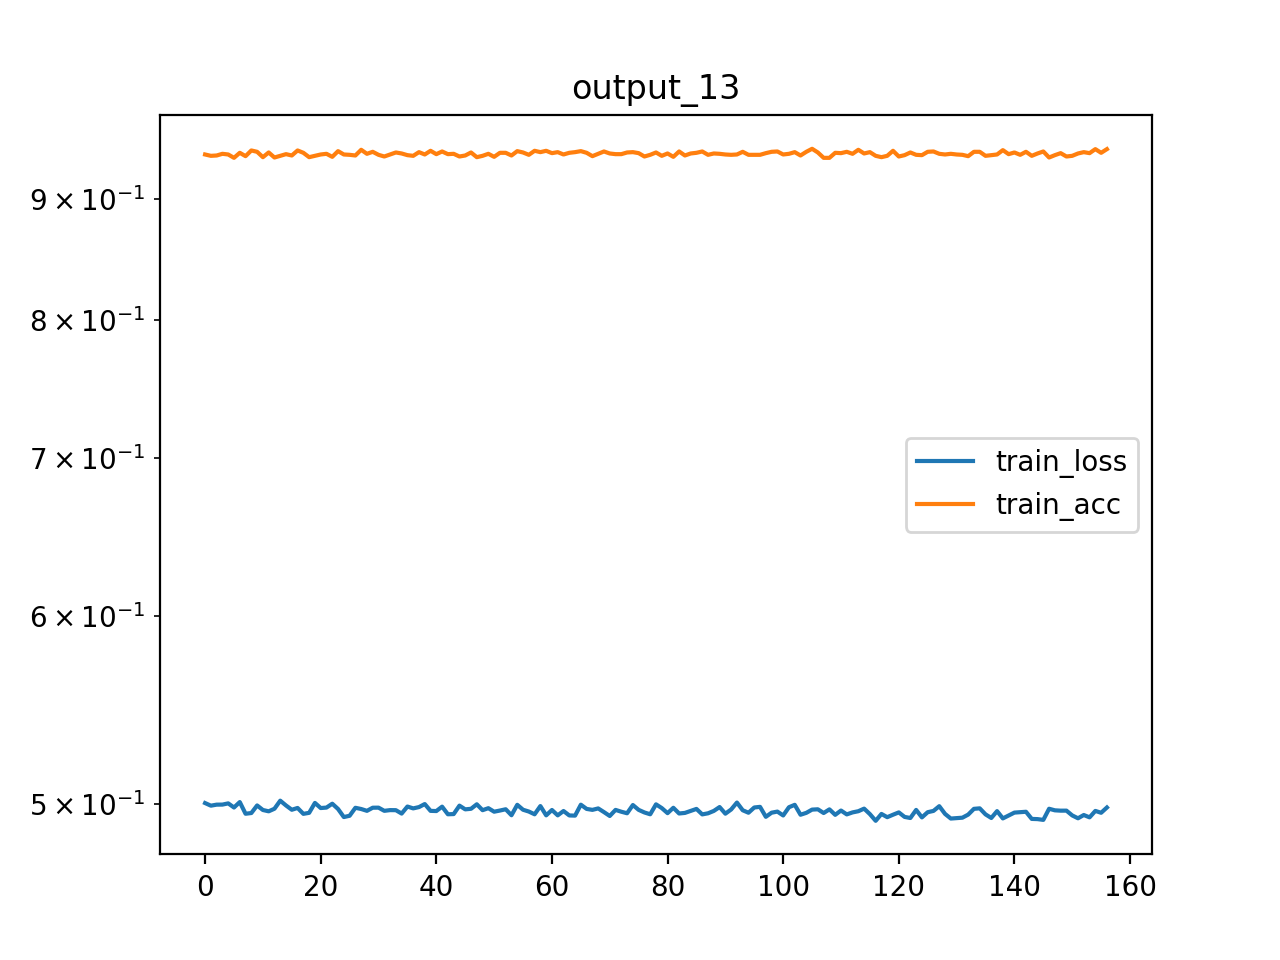 output_13
9 × 10⁻¹
8 × 10⁻¹
7 × 10⁻¹
6 × 10⁻¹
5 × 10⁻¹
train_loss
train_acc
0 20 40 60 80 100 120 140 160